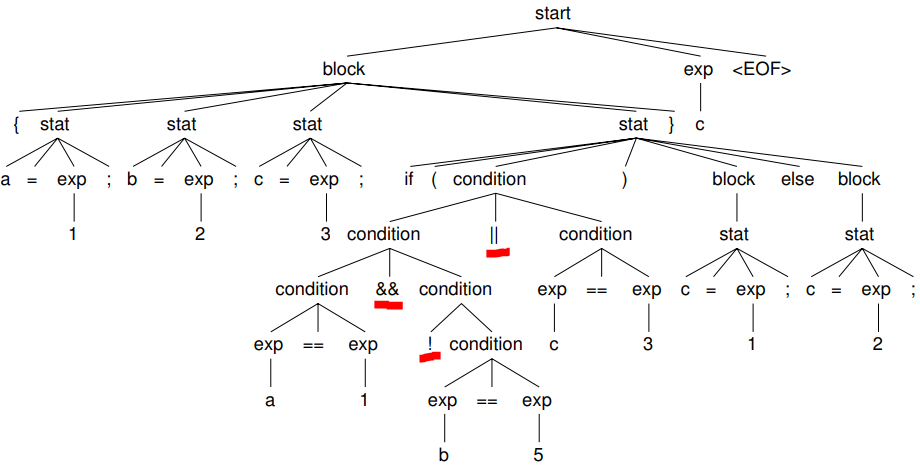 start
block exp <EOF>
{ stat stat stat stat } c
a = exp ; b = exp ; c = exp ; if ( condition ) block else block
1 2 3 condition || condition stat stat
condition && condition exp == exp c = exp ; c = exp ;
exp == exp ! condition c 3 1 2
a 1 exp == exp
b 5